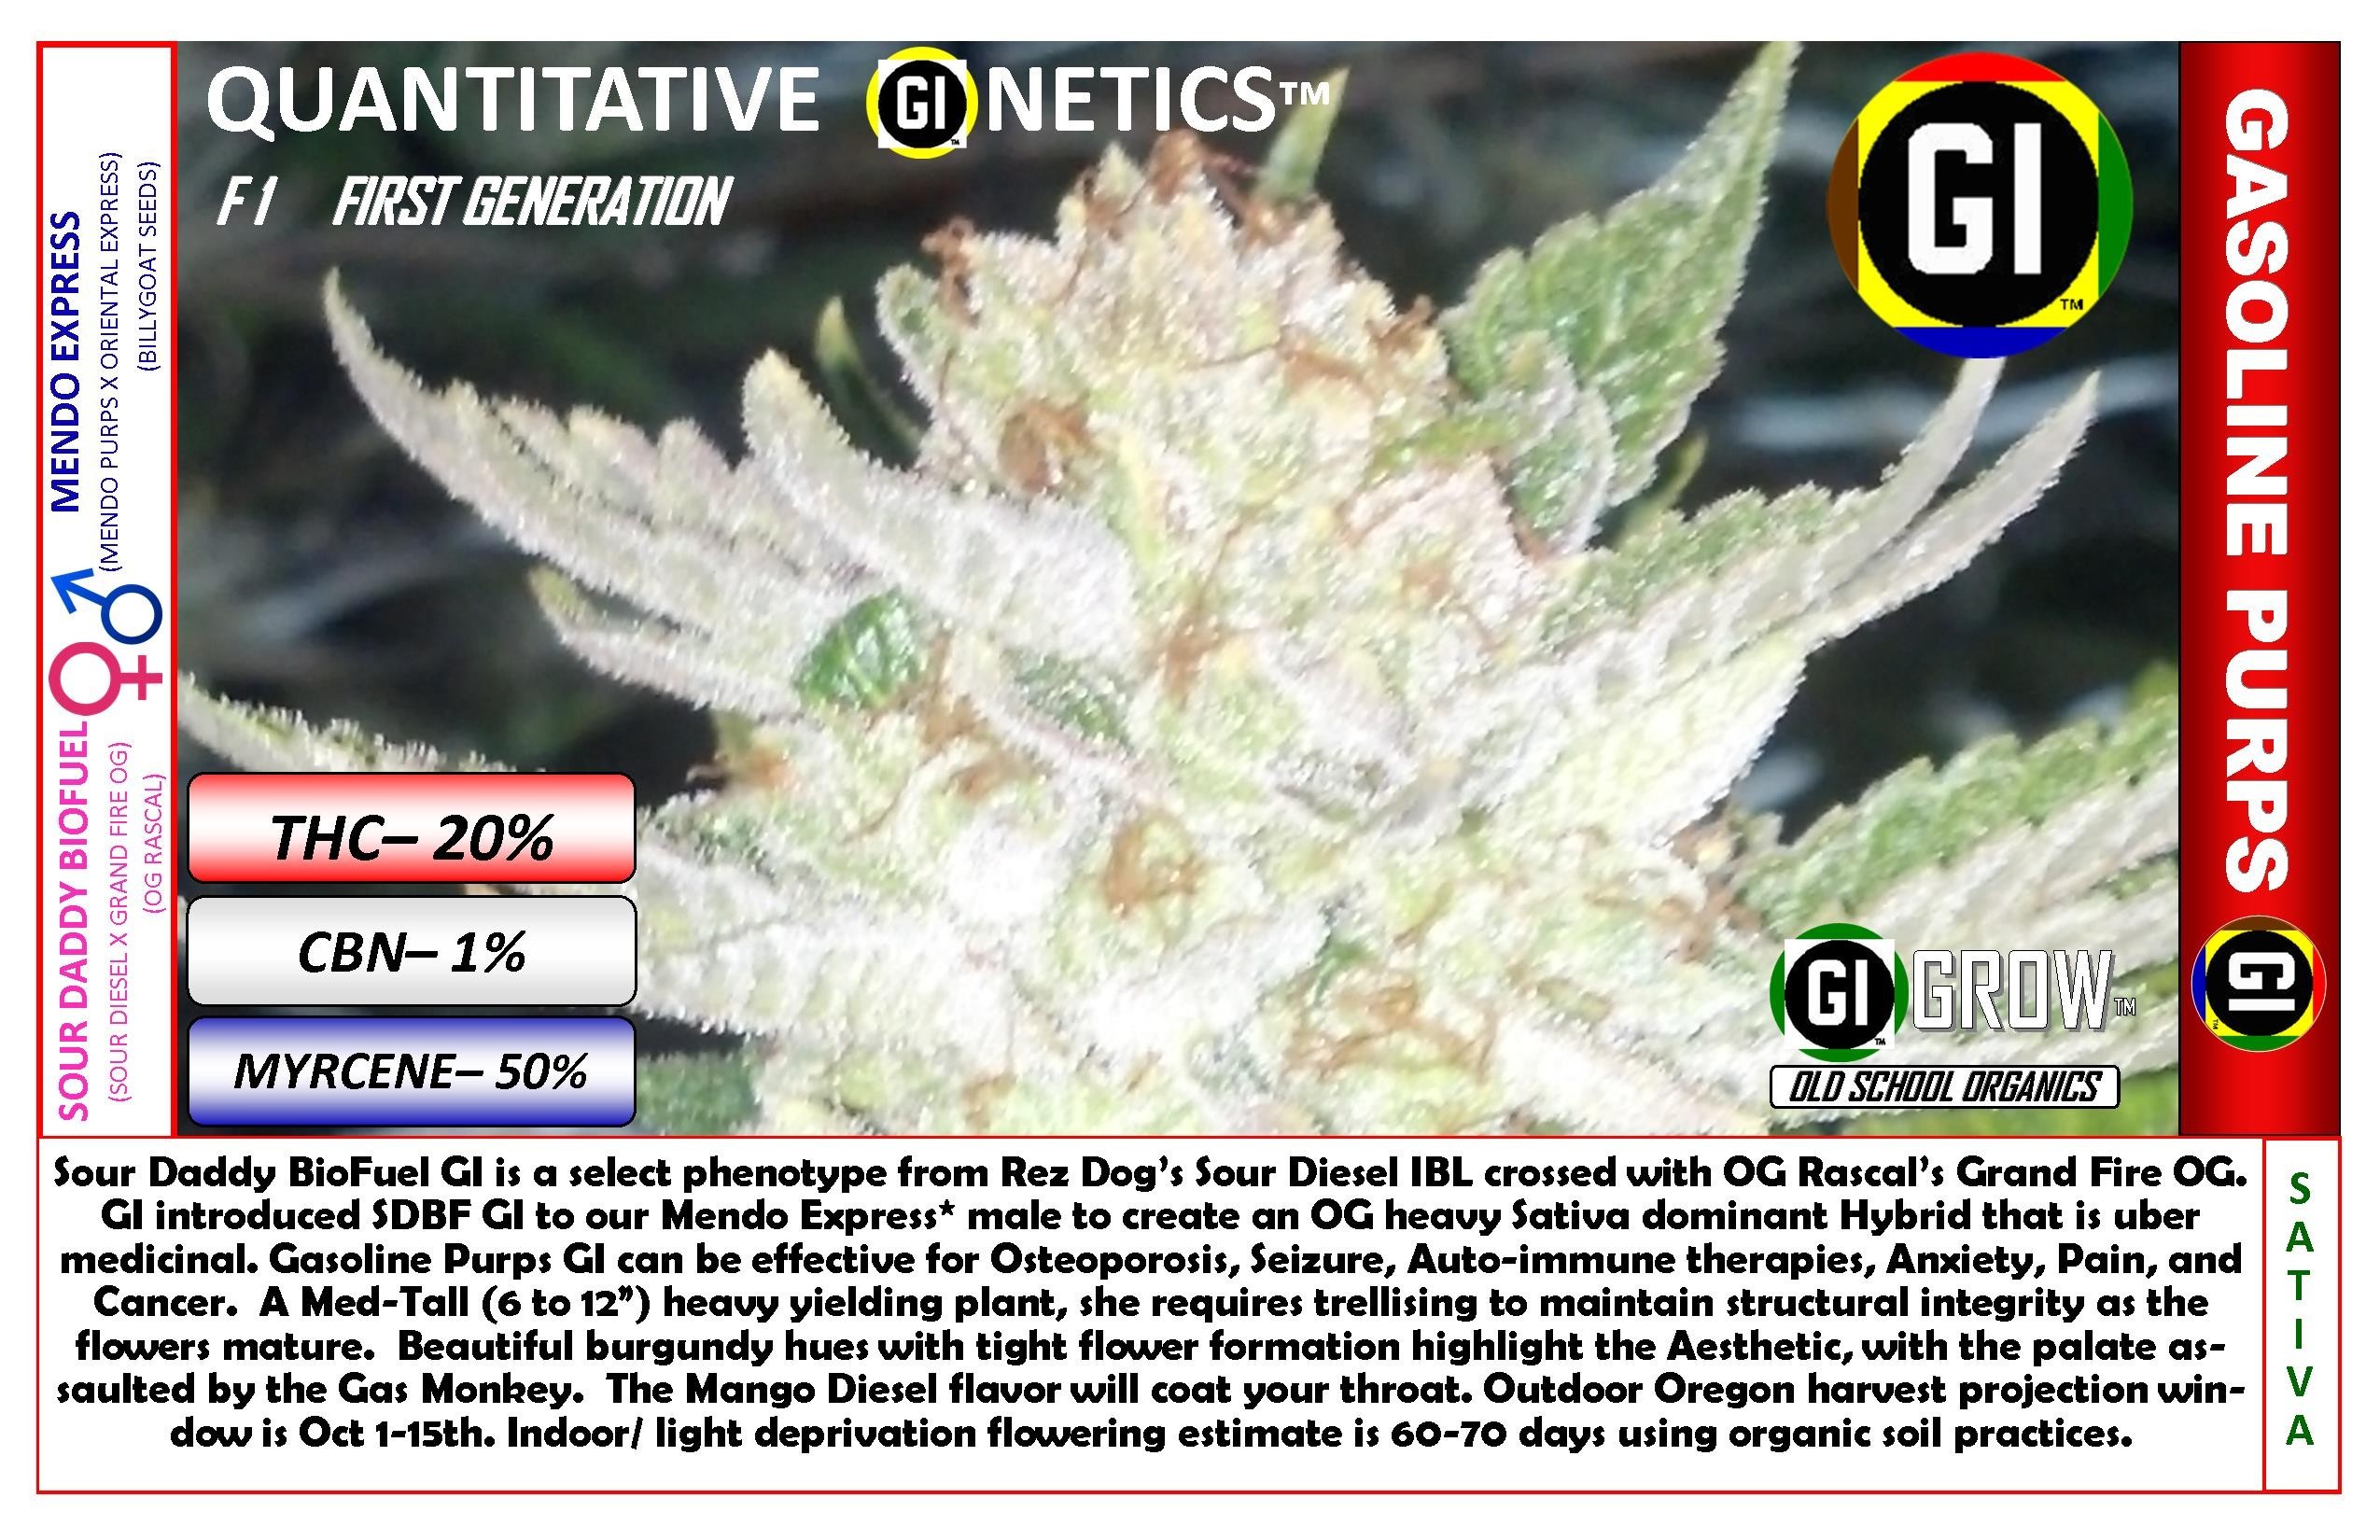 QUANTITATIVE GI NETICS™
F1 FIRST GENERATION
GI ™
GASOLINE PURPS
GI ™
MENDO EXPRESS
(MENDO PURPS X ORIENTAL EXPRESS)
(BILLYGOAT SEEDS)
SOUR DADDY BIOFUEL
(SOUR DIESEL X GRAND FIRE OG)
(OG RASCAL)
THC– 20%
CBN– 1%
MYRCENE– 50%
GI ™ GROW™
OLD SCHOOL ORGANICS
Sour Daddy BioFuel GI is a select phenotype from Rez Dog’s Sour Diesel IBL crossed with OG Rascal’s Grand Fire OG.
GI introduced SDBF GI to our Mendo Express* male to create an OG heavy Sativa dominant Hybrid that is uber
medicinal. Gasoline Purps GI can be effective for Osteoporosis, Seizure, Auto-immune therapies, Anxiety, Pain, and
Cancer. A Med-Tall (6 to 12”) heavy yielding plant, she requires trellising to maintain structural integrity as the
flowers mature. Beautiful burgundy hues with tight flower formation highlight the Aesthetic, with the palate as-
saulted by the Gas Monkey. The Mango Diesel flavor will coat your throat. Outdoor Oregon harvest projection win-
dow is Oct 1-15th. Indoor/ light deprivation flowering estimate is 60-70 days using organic soil practices.
SATIVA